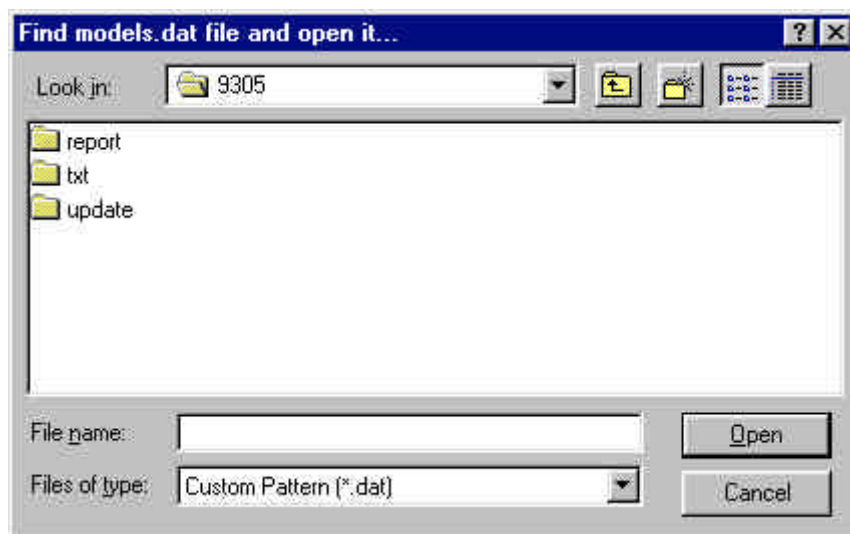 Find models.dat file and open it...
Look in: 9305
report
txt
update
File name: Open
Files of type: Custom Pattern (*.dat) Cancel